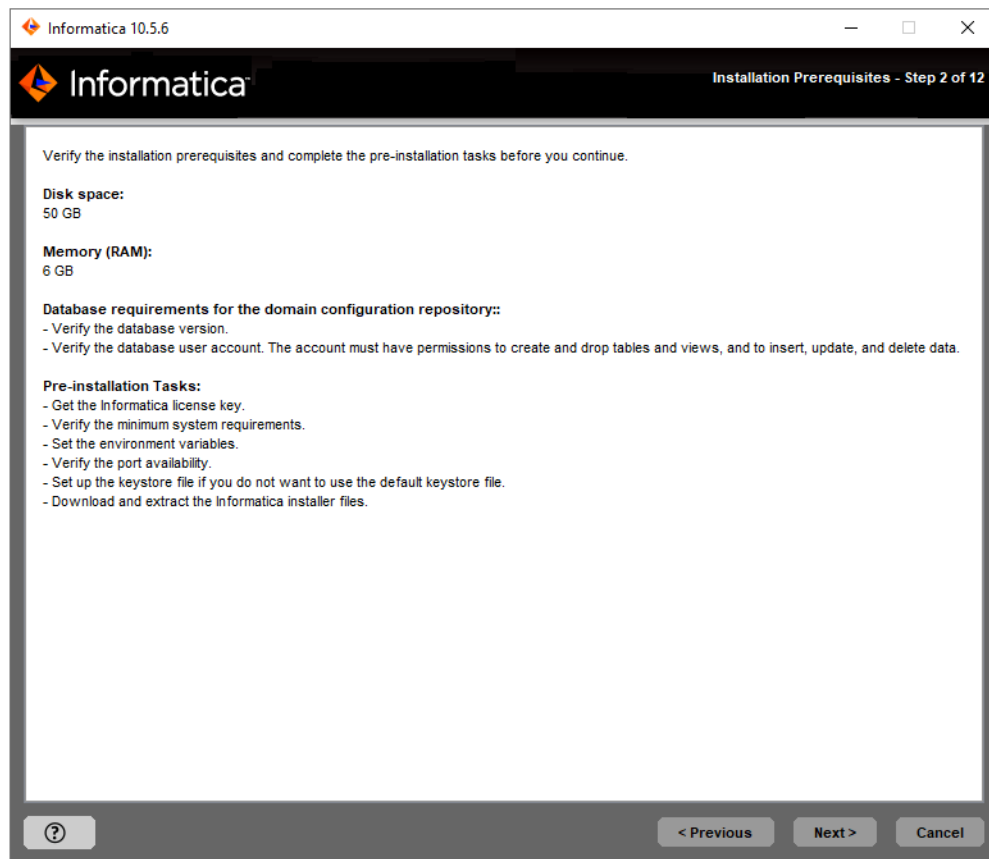 Informatica 10.5.6
Informatica
Installation Prerequisites - Step 2 of 12
Verify the installation prerequisites and complete the pre-installation tasks before you continue.
Disk space:
50 GB
Memory (RAM):
6 GB
Database requirements for the domain configuration repository::
- Verify the database version.
- Verify the database user account. The account must have permissions to create and drop tables and views, and to insert, update, and delete data.
Pre-installation Tasks:
- Get the Informatica license key.
- Verify the minimum system requirements.
- Set the environment variables.
- Verify the port availability.
- Set up the keystore file if you do not want to use the default keystore file.
- Download and extract the Informatica installer files.
?
< Previous
Next >
Cancel